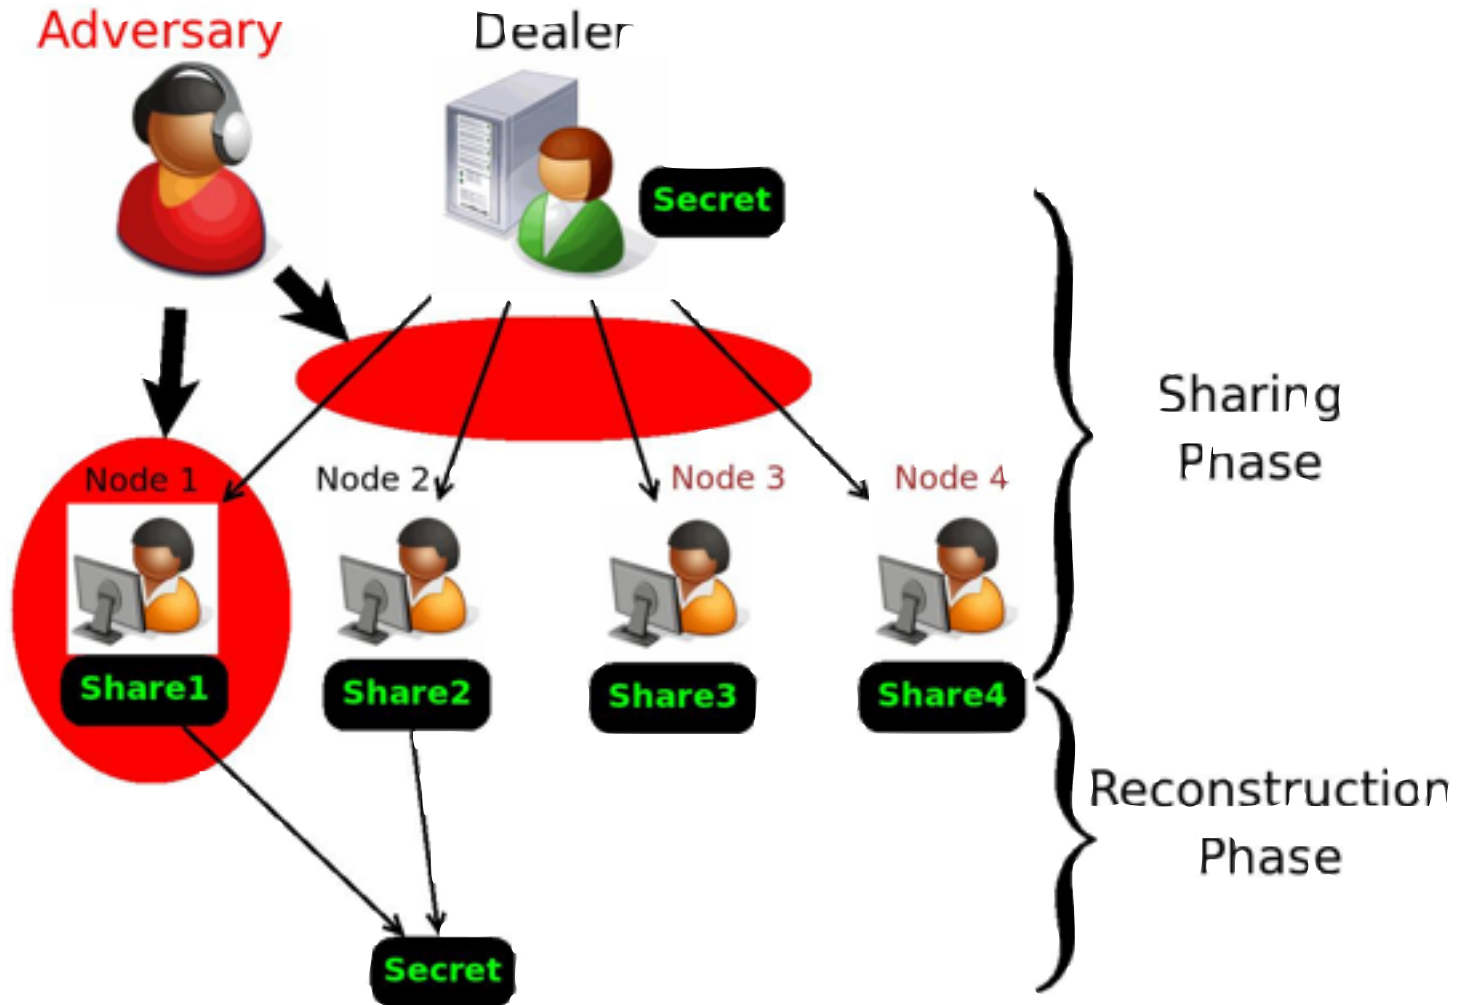 Adversary
Dealer
Secret
Node 1
Node 2
Node 3
Node 4
Share1
Share2
Share3
Share4
Sharing
Phase
Reconstruction
Phase
Secret